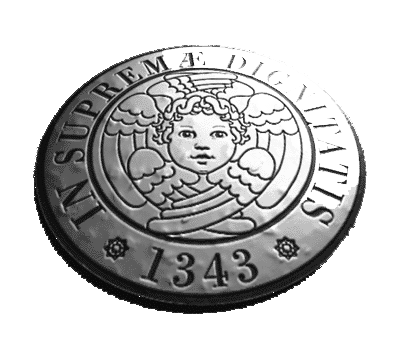 IN SUPREMÆ DIGNITATIS
1343